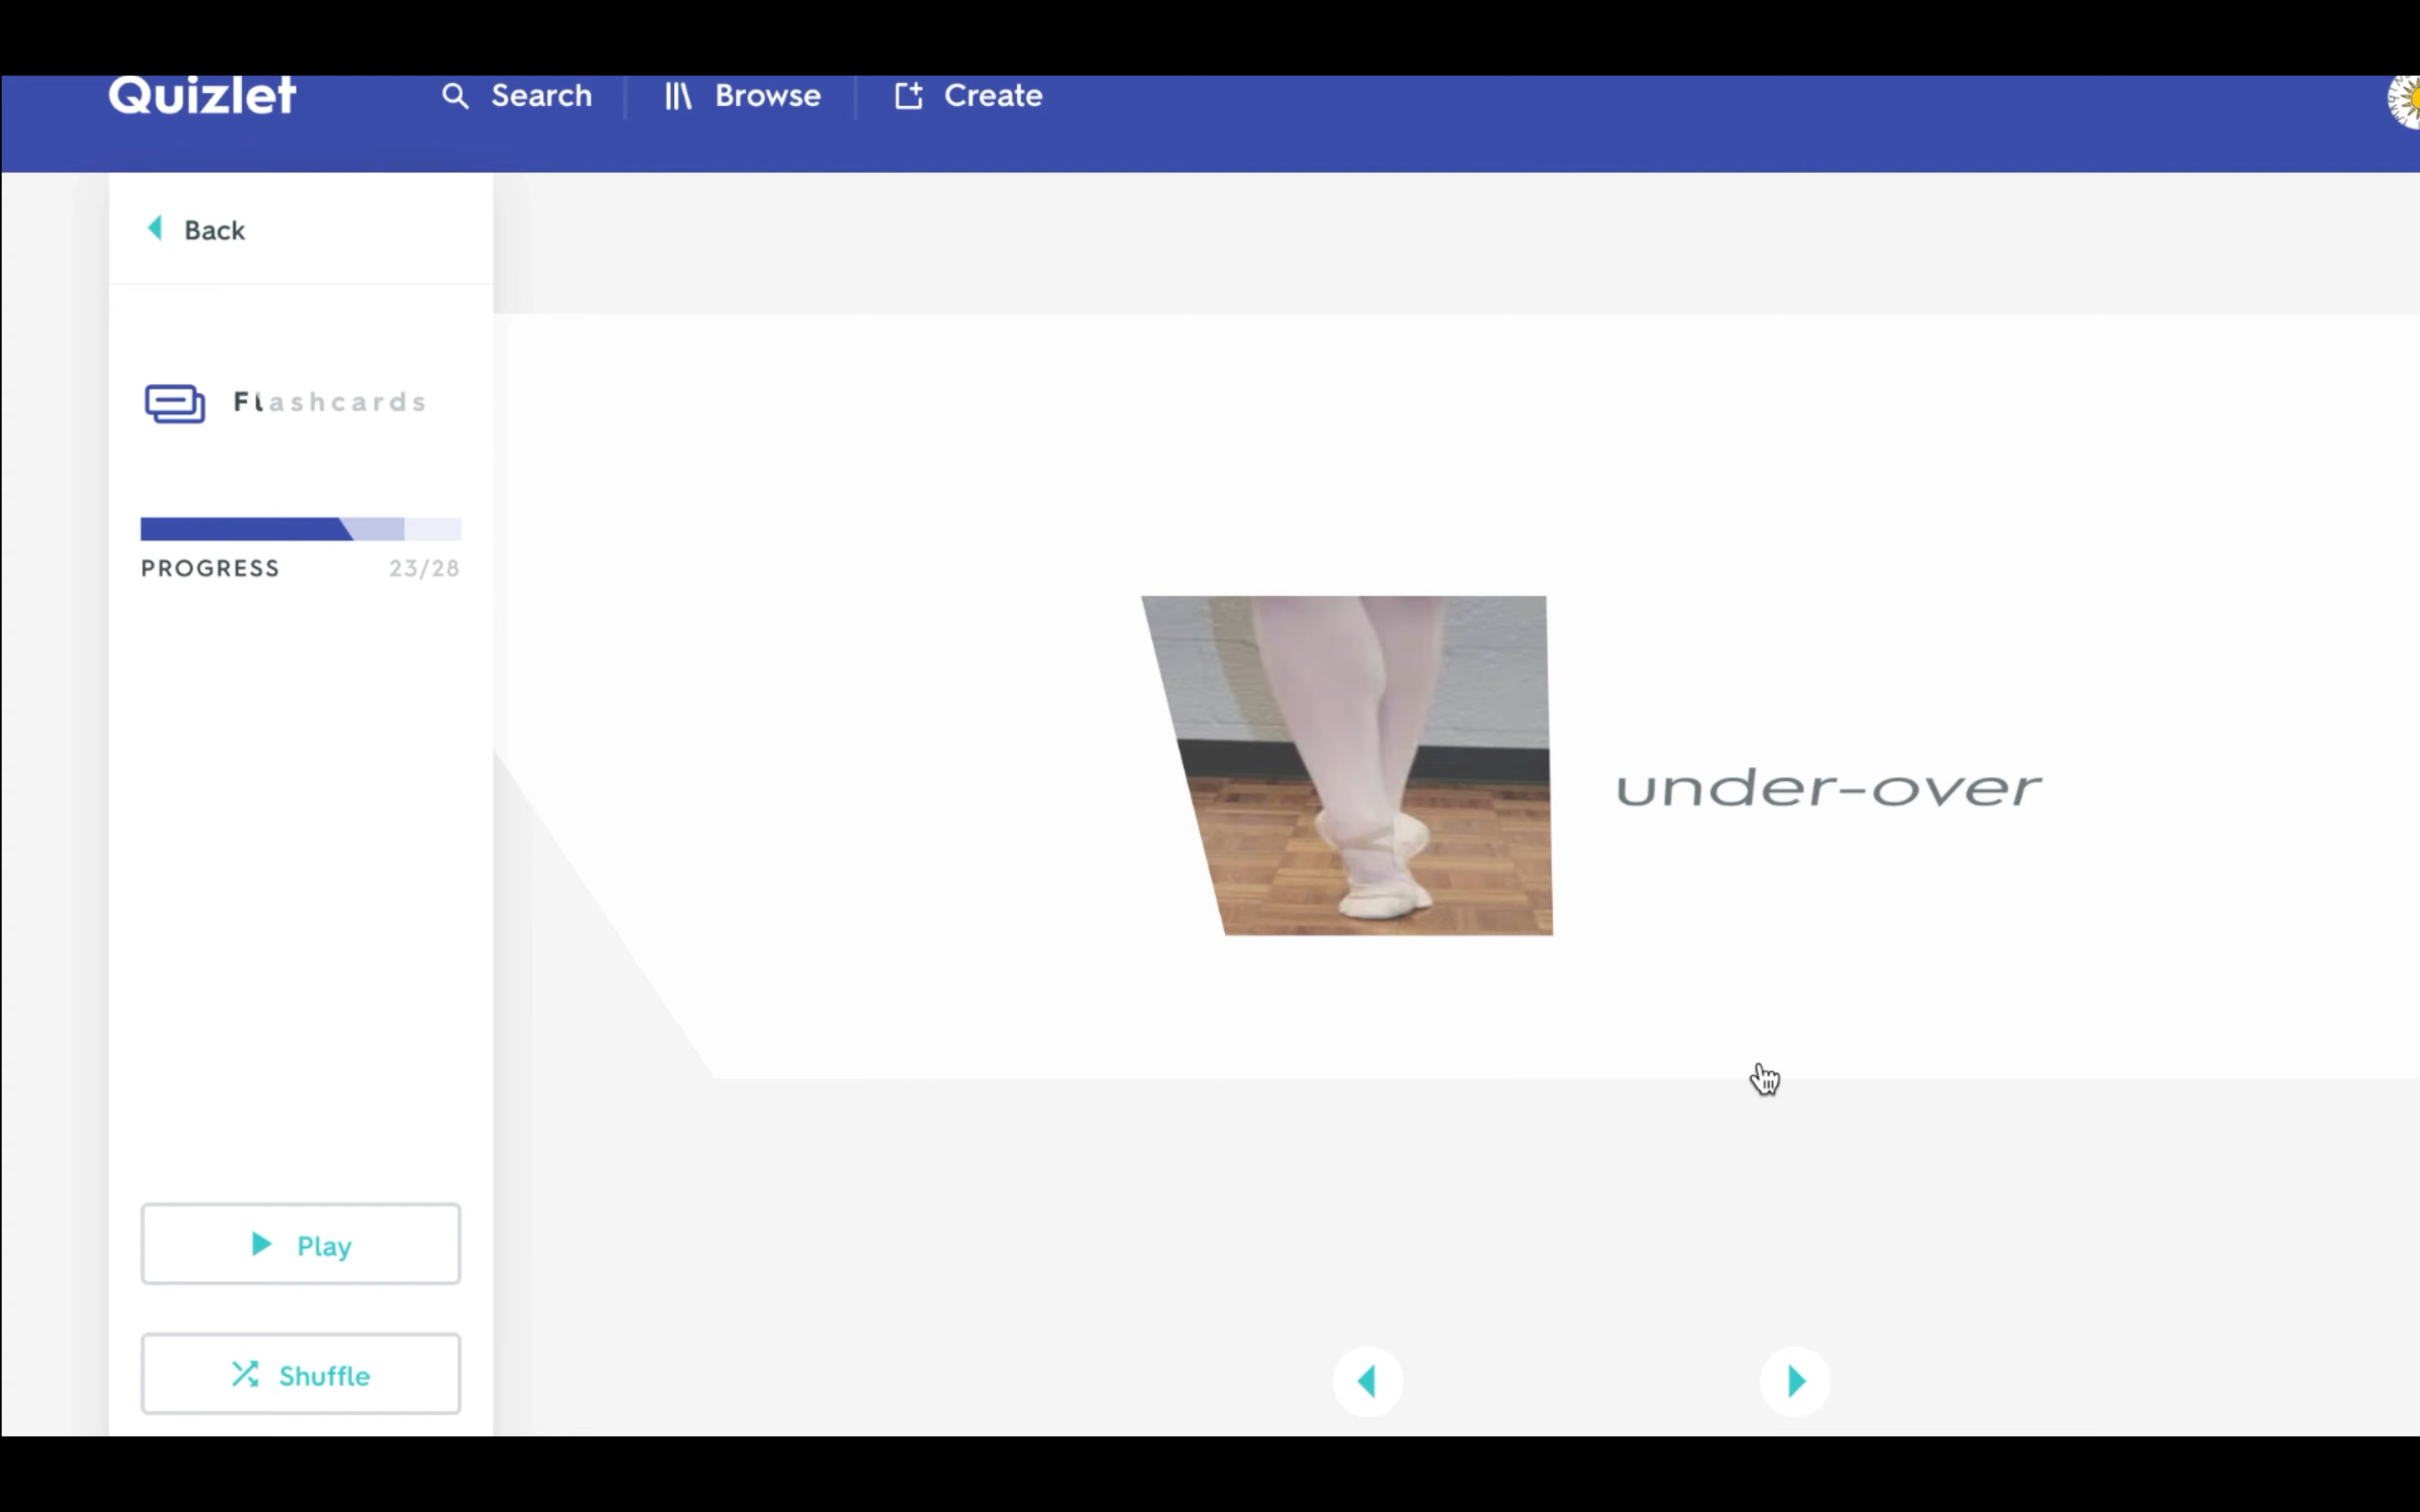 Quizlet
Search
Browse
Create
Back
Flashcards
PROGRESS 23/28
under-over
Play
Shuffle